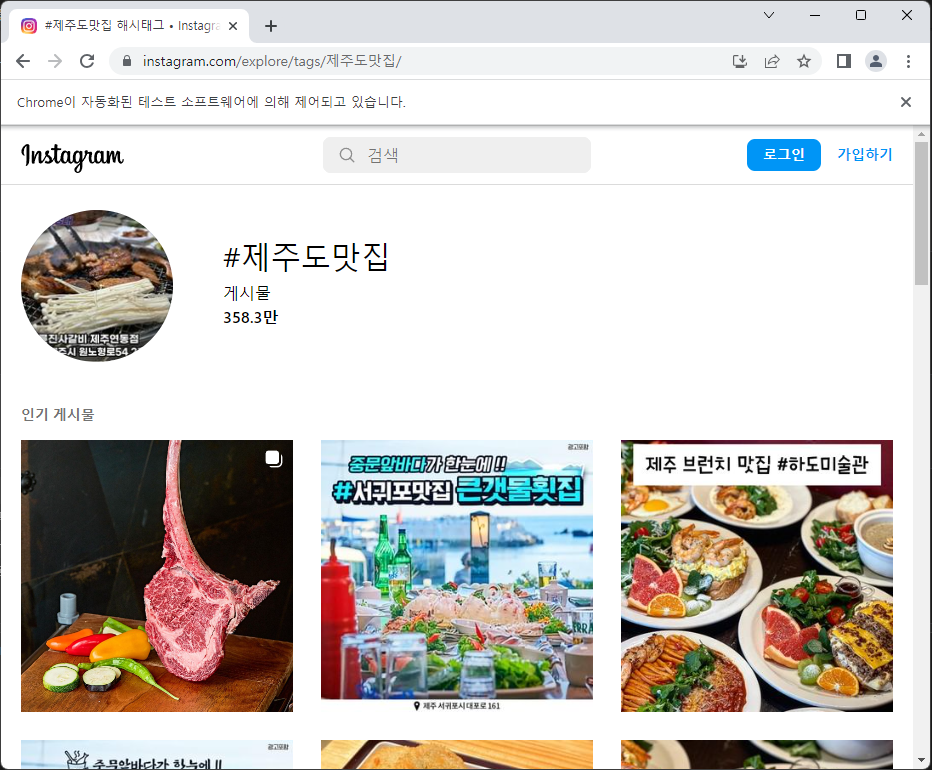 #제주도맛집 해시태그 • Instagra
instagram.com/explore/tags/제주도맛집/
Chrome이 자동화된 테스트 소프트웨어에 의해 제어되고 있습니다.
Instagram
검색
로그인
가입하기
#제주도맛집
게시물
358.3만
진사갈비 제주연동점
주시 원노형로54
인기 게시물
광고포함
중문앞바다가 한눈에 !!
#서귀포맛집 큰갯물횟집
제주 서귀포시 대포로 161
제주 브런치 맛집 #하도미술관
광고포함
중문앞바다가 한눈에 !!